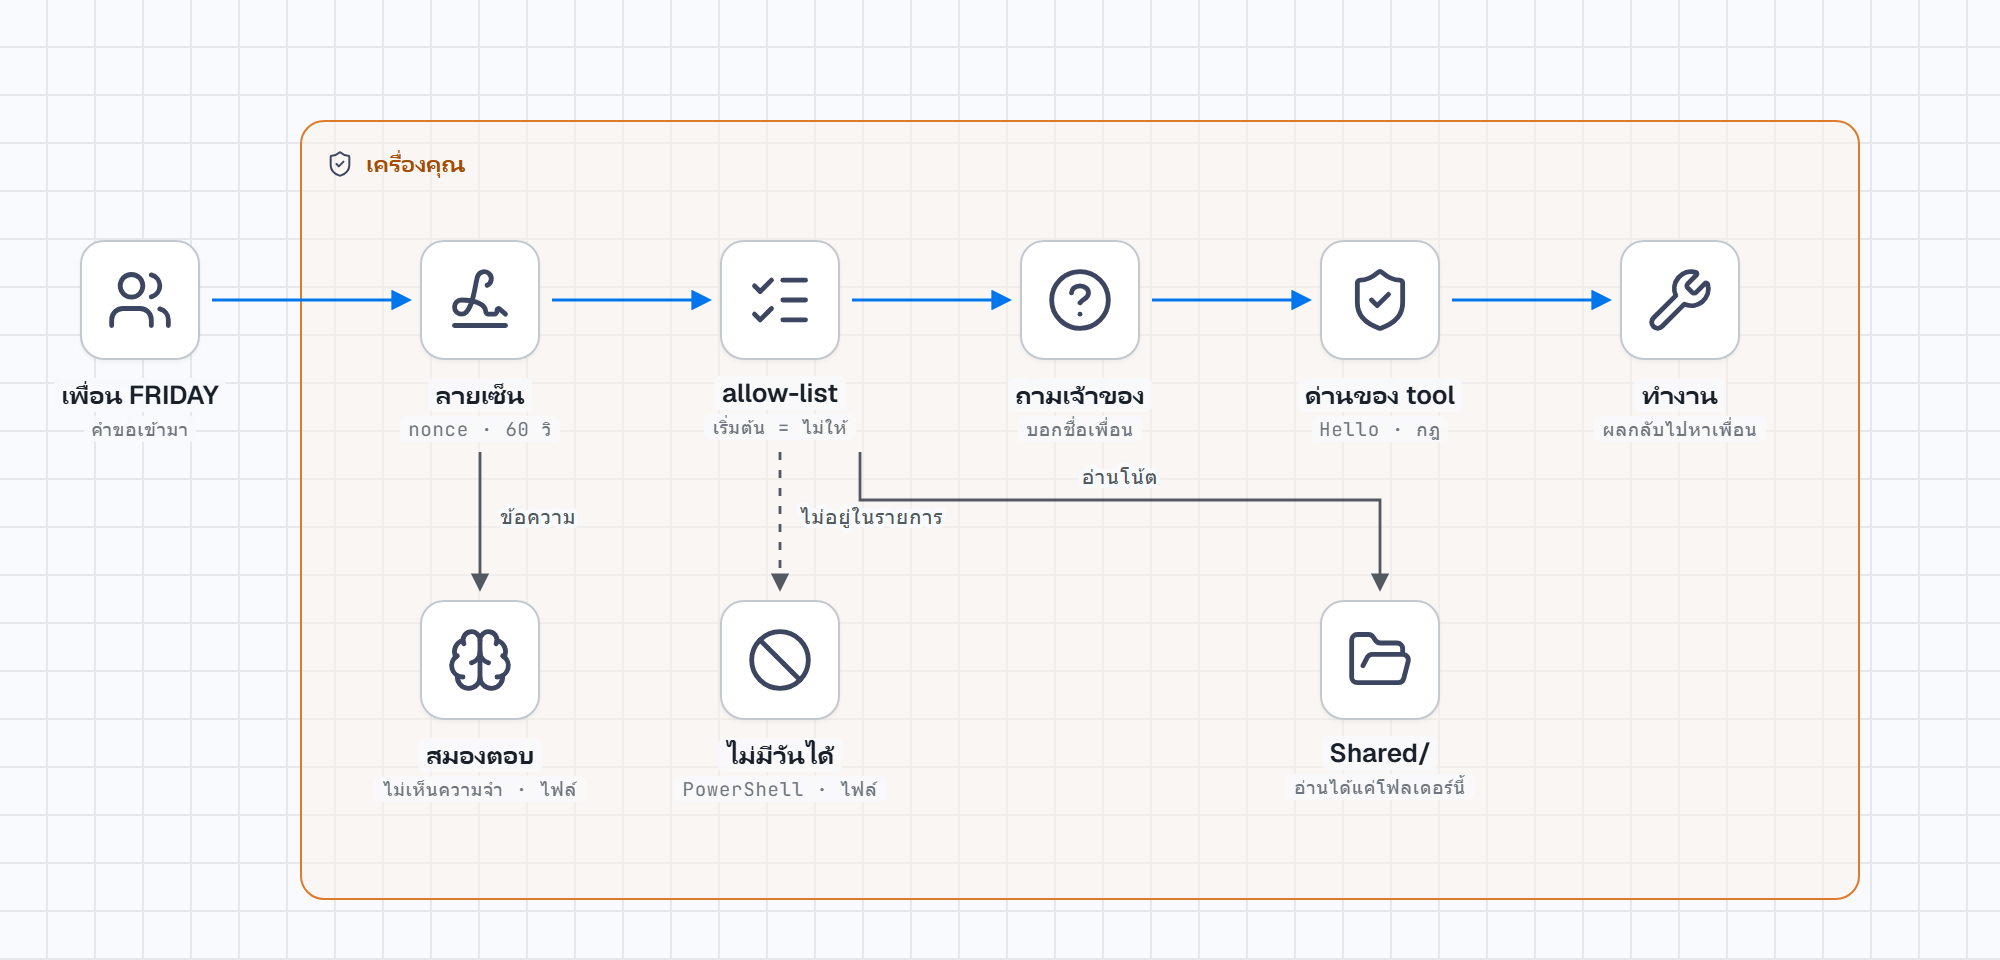 เครื่องคุณ
เพื่อน FRIDAY
คำขอเข้ามา
ลายเซ็น
nonce · 60 วิ
allow-list
เริ่มต้น = ไม่ให้
ถามเจ้าของ
บอกชื่อเพื่อน
ด่านของ tool
Hello · กฎ
ทำงาน
ผลกลับไปหาเพื่อน
อ่านโน้ต
ข้อความ
ไม่อยู่ในรายการ
สมองตอบ
ไม่เห็นความจำ · ไฟล์
ไม่มีวันได้
PowerShell · ไฟล์
Shared/
อ่านได้แค่โฟลเดอร์นี้